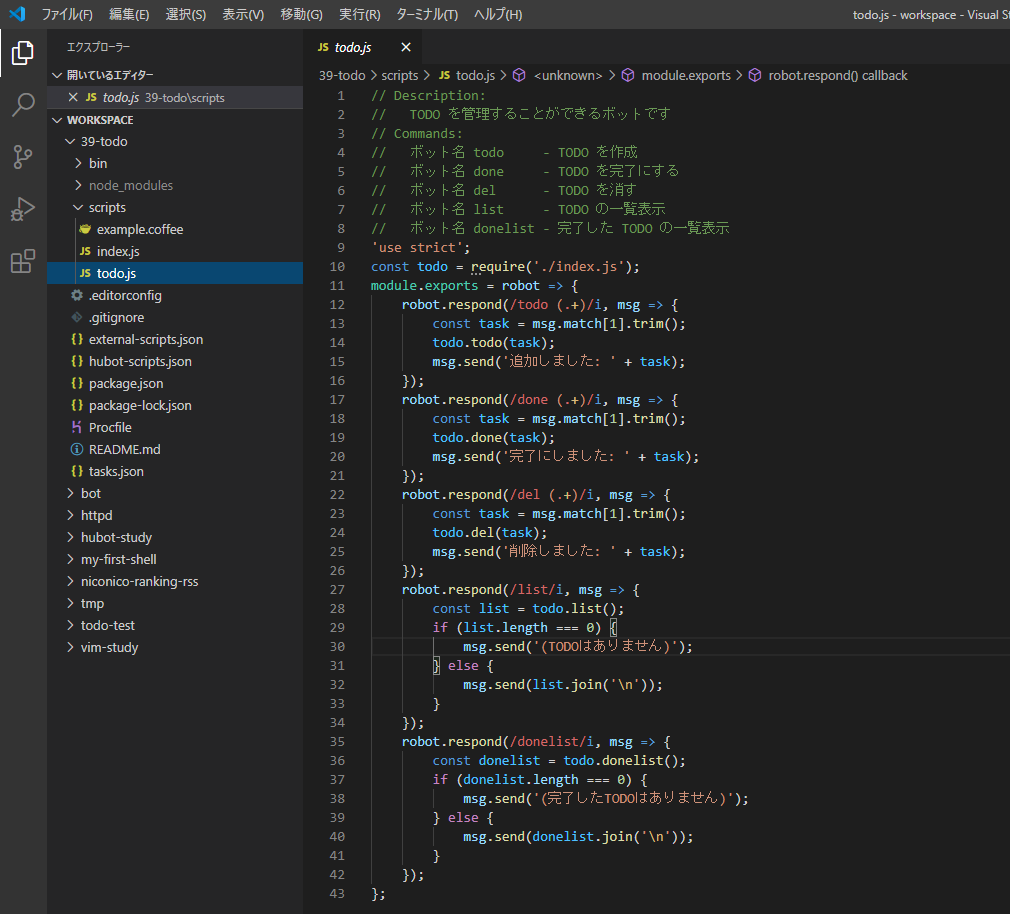 ファイル(F) 編集(E) 選択(S) 表示(V) 移動(G) 実行(R) ターミナル(T) ヘルプ(H) todo.js - workspace - Visual S
エクスプローラー
開いているエディター
JS todo.js 39-todo\scripts
WORKSPACE
39-todo
bin
node_modules
scripts
example.coffee
JS index.js
JS todo.js
.editorconfig
.gitignore
{} external-scripts.json
{} hubot-scripts.json
{} package.json
{} package-lock.json
Procfile
README.md
{} tasks.json
bot
httpd
hubot-study
my-first-shell
niconico-ranking-rss
tmp
todo-test
vim-study
JS todo.js
39-todo > scripts > JS todo.js > <unknown> > module.exports > robot.respond() callback
1 // Description:
2 //   TODO を管理することができるボットです
3 // Commands:
4 //   ボット名 todo     - TODO を作成
5 //   ボット名 done     - TODO を完了にする
6 //   ボット名 del      - TODO を消す
7 //   ボット名 list     - TODO の一覧表示
8 //   ボット名 donelist - 完了した TODO の一覧表示
9 'use strict';
10 const todo = require('./index.js');
11 module.exports = robot => {
12     robot.respond(/todo (.+)/i, msg => {
13         const task = msg.match[1].trim();
14         todo.todo(task);
15         msg.send('追加しました: ' + task);
16     });
17     robot.respond(/done (.+)/i, msg => {
18         const task = msg.match[1].trim();
19         todo.done(task);
20         msg.send('完了にしました: ' + task);
21     });
22     robot.respond(/del (.+)/i, msg => {
23         const task = msg.match[1].trim();
24         todo.del(task);
25         msg.send('削除しました: ' + task);
26     });
27     robot.respond(/list/i, msg => {
28         const list = todo.list();
29         if (list.length === 0) {
30             msg.send('(TODOはありません)');
31         } else {
32             msg.send(list.join('\n'));
33         }
34     });
35     robot.respond(/donelist/i, msg => {
36         const donelist = todo.donelist();
37         if (donelist.length === 0) {
38             msg.send('(完了したTODOはありません)');
39         } else {
40             msg.send(donelist.join('\n'));
41         }
42     });
43 };